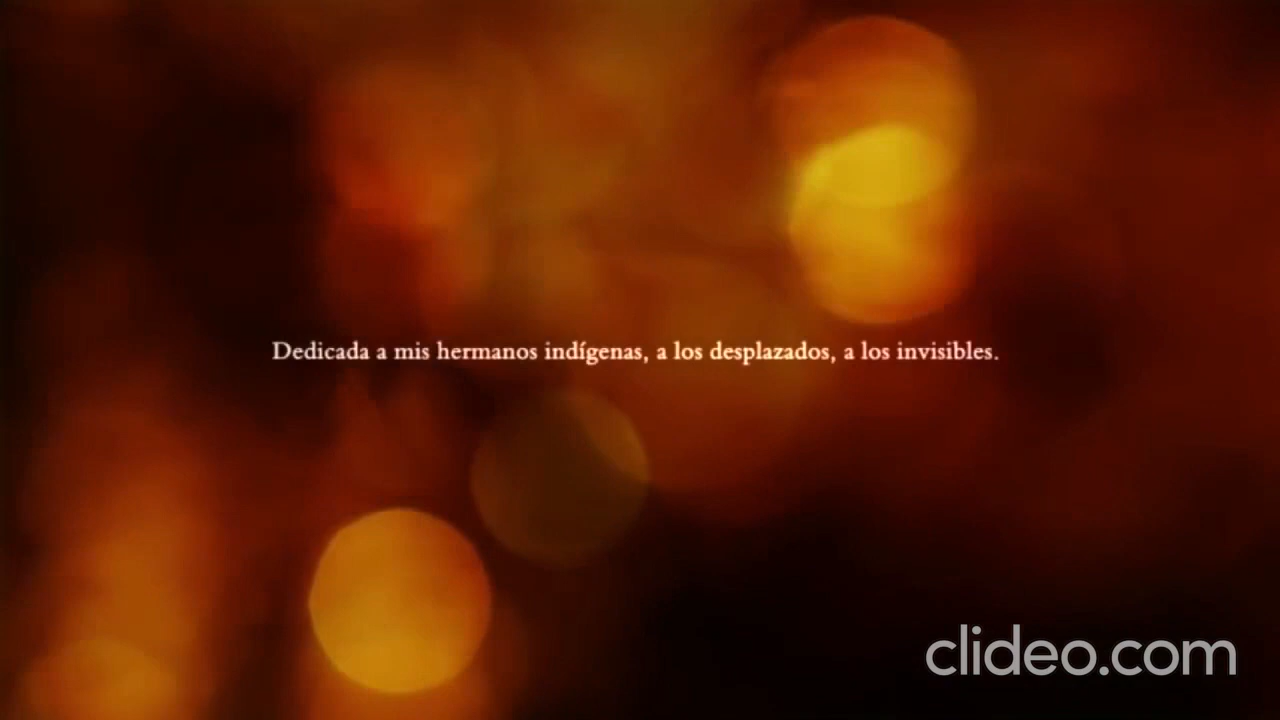 Dedicada a mis hermanos indígenas, a los desplazados, a los invisibles.
clideo.com